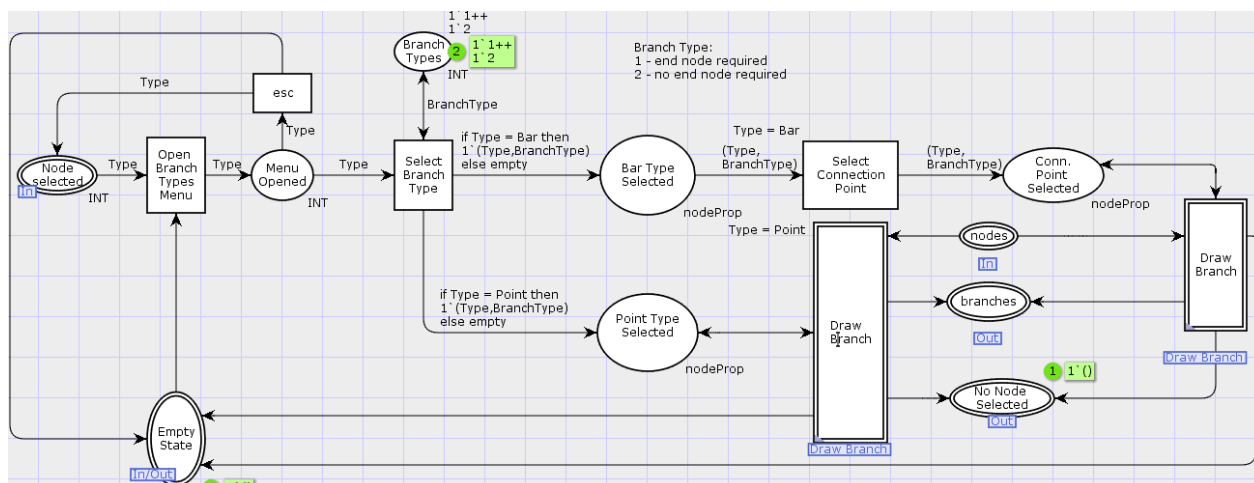 1`1++
1`2
Branch
Types
2
1`1++
1`2
INT
Branch Type:
1 - end node required
2 - no end node required
Type
esc
BranchType
Type
if Type = Bar then
1`(Type,BranchType)
else empty
Type = Bar
(Type,
BranchType)
(Type,
BranchType)
Node
selected
In
INT
Type
Open
Branch
Types
Menu
Type
Menu
Opened
INT
Type
Select
Branch
Type
Bar Type
Selected
nodeProp
Select
Connection
Point
Conn.
Point
Selected
nodeProp
Type = Point
nodes
In
Draw
Branch
if Type = Point then
1`(Type,BranchType)
else empty
Point Type
Selected
nodeProp
Draw
Branch
branches
Out
Draw Branch
1
1`()
No Node
Selected
Out
Empty
State
In/Out
Draw Branch